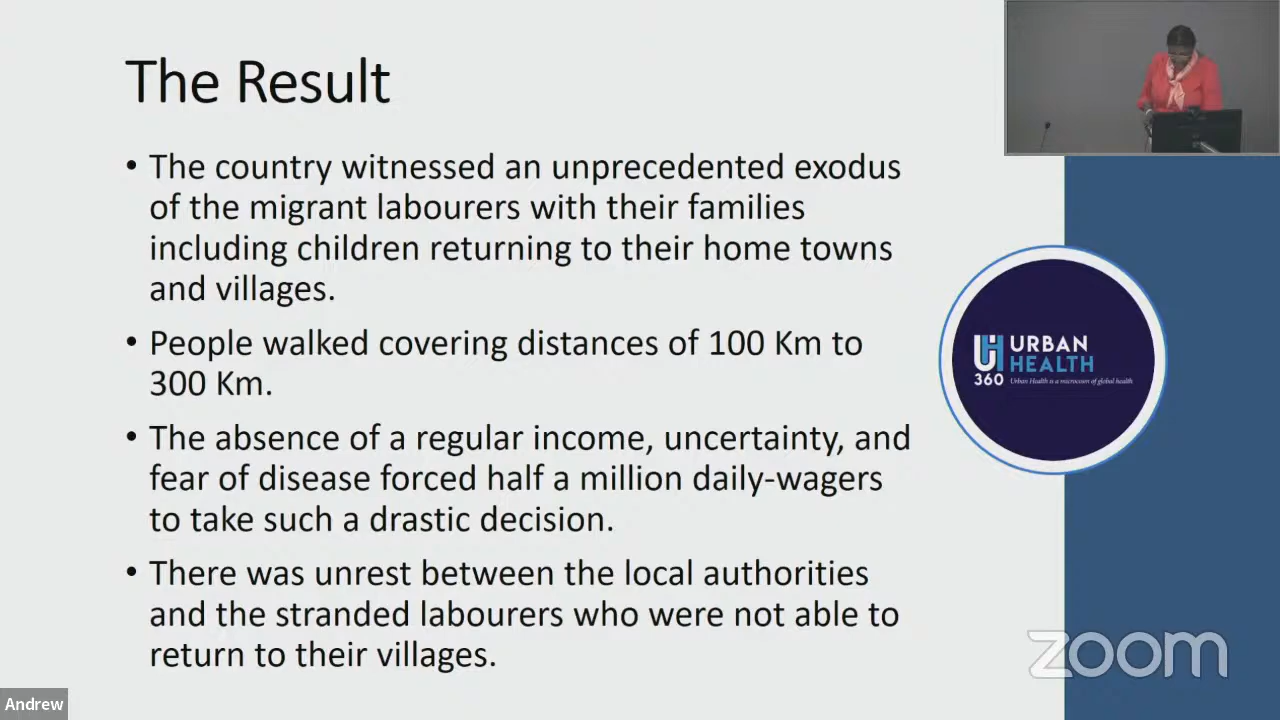 The Result
• The country witnessed an unprecedented exodus
of the migrant labourers with their families
including children returning to their home towns
and villages.
• People walked covering distances of 100 Km to
300 Km.
• The absence of a regular income, uncertainty, and
fear of disease forced half a million daily-wagers
to take such a drastic decision.
• There was unrest between the local authorities
and the stranded labourers who were not able to
return to their villages.
UH URBAN
HEALTH
360 Urban Health is a microcosm of global health
zoom
Andrew